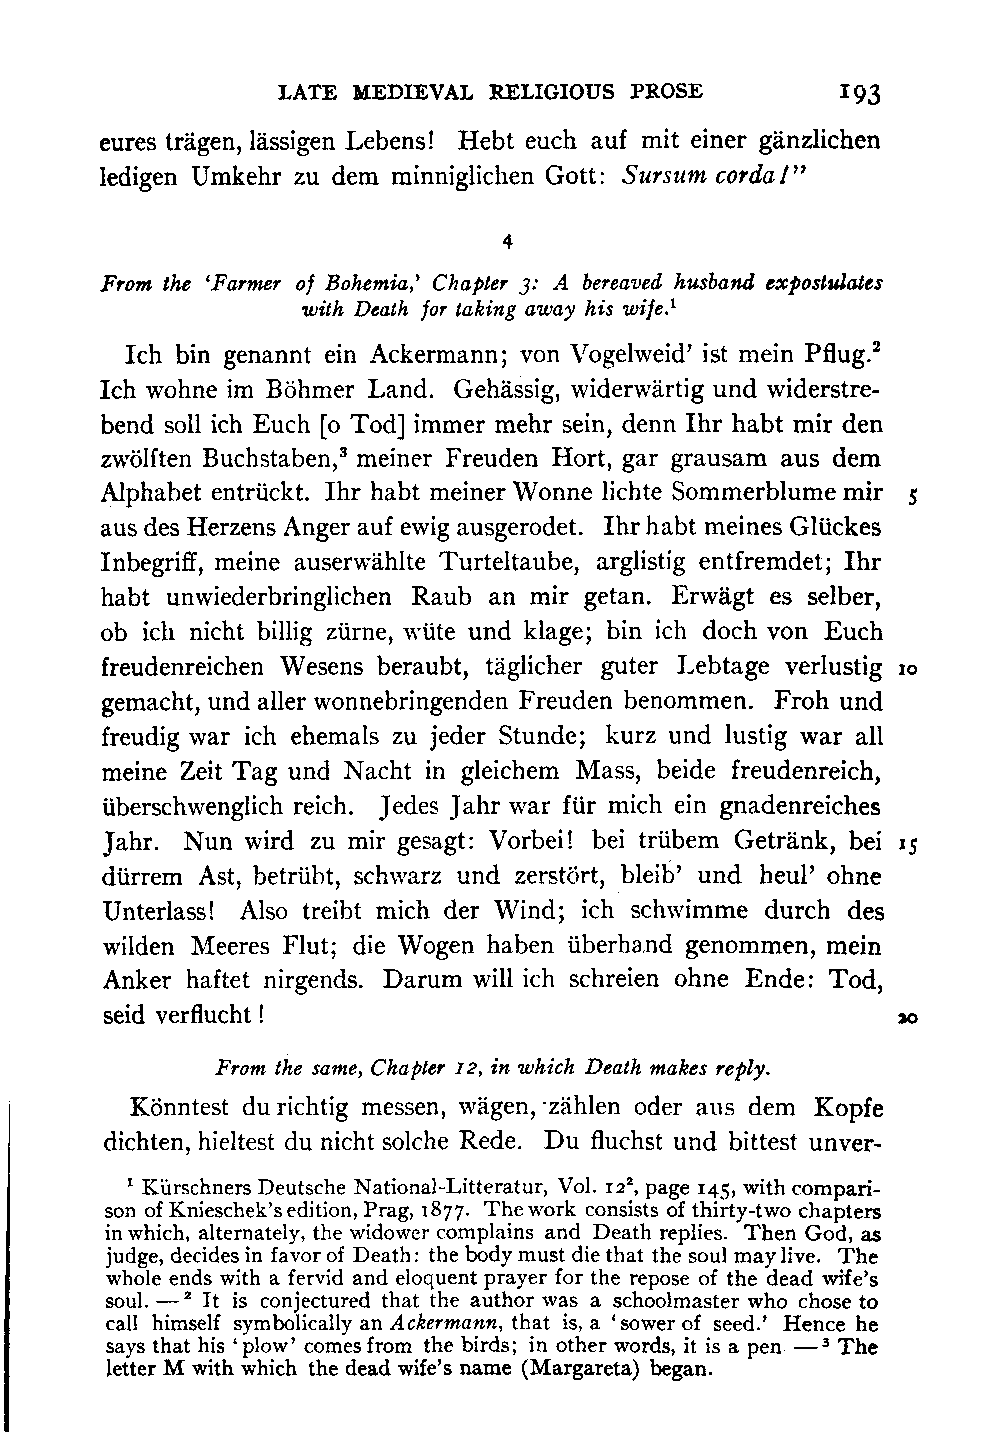 LATE MEDIEVAL RELIGIOUS PROSE 193
eures trägen, lässigen Lebens! Hebt euch auf mit einer gänzlichen
ledigen Umkehr zu dem minniglichen Gott: Sursum corda!”
4
From the ‘Farmer of Bohemia,’ Chapter 3: A bereaved husband expostulates
with Death for taking away his wife.¹
Ich bin genannt ein Ackermann; von Vogelweid’ ist mein Pflug.²
Ich wohne im Böhmer Land. Gehässig, widerwärtig und widerstre-
bend soll ich Euch [o Tod] immer mehr sein, denn Ihr habt mir den
zwölften Buchstaben,³ meiner Freuden Hort, gar grausam aus dem
Alphabet entrückt. Ihr habt meiner Wonne lichte Sommerblume mir 5
aus des Herzens Anger auf ewig ausgerodet. Ihr habt meines Glückes
Inbegriff, meine auserwählte Turteltaube, arglistig entfremdet; Ihr
habt unwiederbringlichen Raub an mir getan. Erwägt es selber,
ob ich nicht billig zürne, wüte und klage; bin ich doch von Euch
freudenreichen Wesens beraubt, täglicher guter Lebtage verlustig 10
gemacht, und aller wonnebringenden Freuden benommen. Froh und
freudig war ich ehemals zu jeder Stunde; kurz und lustig war all
meine Zeit Tag und Nacht in gleichem Mass, beide freudenreich,
überschwenglich reich. Jedes Jahr war für mich ein gnadenreiches
Jahr. Nun wird zu mir gesagt: Vorbei! bei trübem Getränk, bei 15
dürrem Ast, betrübt, schwarz und zerstört, bleib’ und heul’ ohne
Unterlass! Also treibt mich der Wind; ich schwimme durch des
wilden Meeres Flut; die Wogen haben überhand genommen, mein
Anker haftet nirgends. Darum will ich schreien ohne Ende: Tod,
seid verflucht! 20
From the same, Chapter 12, in which Death makes reply.
Könntest du richtig messen, wägen, zählen oder aus dem Kopfe
dichten, hieltest du nicht solche Rede. Du fluchst und bittest unver-
¹ Kürschners Deutsche National-Litteratur, Vol. 12², page 145, with compari-
son of Knieschek’s edition, Prag, 1877. The work consists of thirty-two chapters
in which, alternately, the widower complains and Death replies. Then God, as
judge, decides in favor of Death: the body must die that the soul may live. The
whole ends with a fervid and eloquent prayer for the repose of the dead wife’s
soul. — ² It is conjectured that the author was a schoolmaster who chose to
call himself symbolically an Ackermann, that is, a ‘sower of seed.’ Hence he
says that his ‘plow’ comes from the birds; in other words, it is a pen — ³ The
letter M with which the dead wife’s name (Margareta) began.